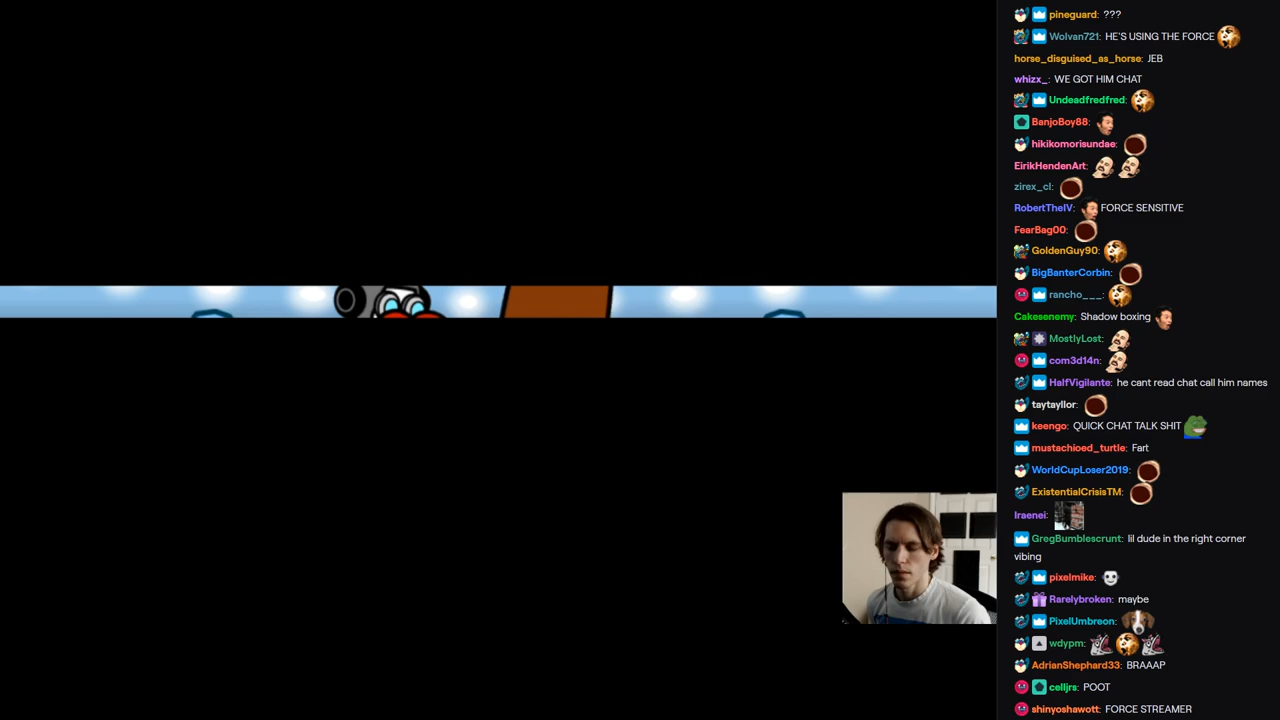 pineguard: ???
Wolvan721: HE'S USING THE FORCE
horse_disguised_as_horse: JEB
whizx_: WE GOT HIM CHAT
Undeadfredfred:
BanjoBoy88:
hikikomorisundae:
EirikHendenArt:
zirex_cl:
RobertTheIV: FORCE SENSITIVE
FearBag00:
GoldenGuy90:
BigBanterCorbin:
rancho___:
Cakesenemy: Shadow boxing
MostlyLost:
com3d14n:
HalfVigilante: he cant read chat call him names
taytayllor:
keengo: QUICK CHAT TALK SHIT
mustachioed_turtle: Fart
WorldCupLoser2019:
ExistentialCrisisTM:
Iraenei:
GregBumblescrunt: lil dude in the right corner
vibing
pixelmike:
Rarelybroken: maybe
PixelUmbreon:
wdypm:
AdrianShephard33: BRAAAP
celljrs: POOT
shinyoshawott: FORCE STREAMER